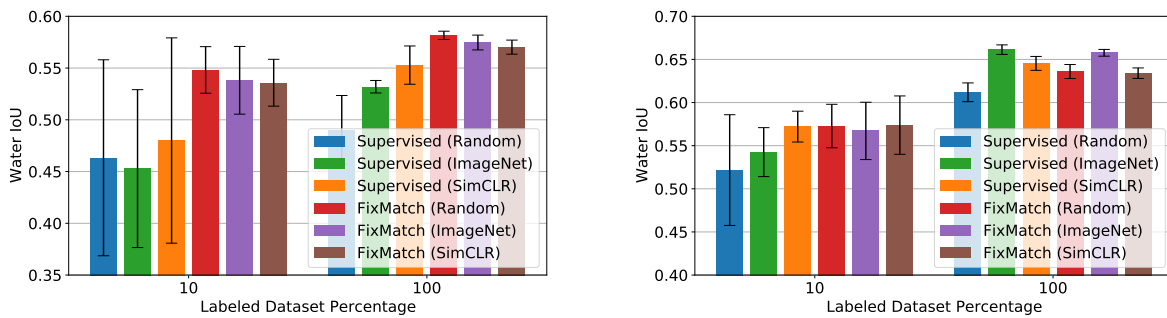 0.60
0.55
0.50
0.45
0.40
0.35
Water IoU
10
100
Labeled Dataset Percentage
Supervised (Random)
Supervised (ImageNet)
Supervised (SimCLR)
FixMatch (Random)
FixMatch (ImageNet)
FixMatch (SimCLR)
0.70
0.65
0.60
0.55
0.50
0.45
0.40
Water IoU
10
100
Labeled Dataset Percentage
Supervised (Random)
Supervised (ImageNet)
Supervised (SimCLR)
FixMatch (Random)
FixMatch (ImageNet)
FixMatch (SimCLR)